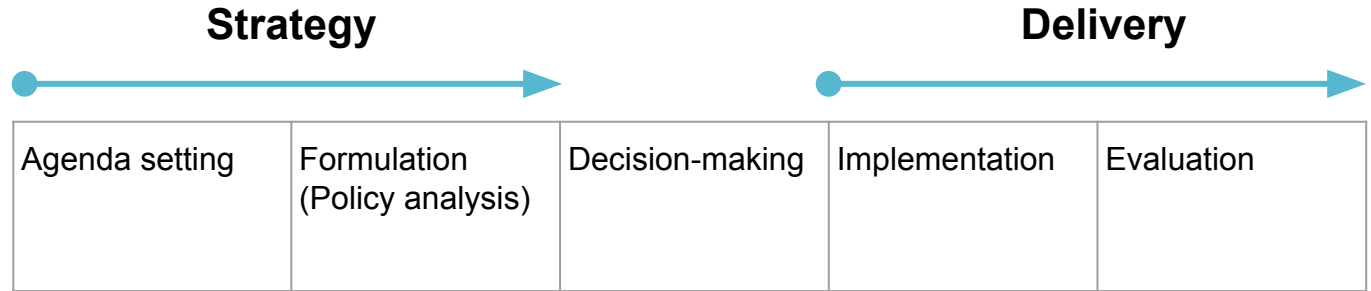 Strategy
Delivery
Agenda setting
Formulation
(Policy analysis)
Decision-making
Implementation
Evaluation